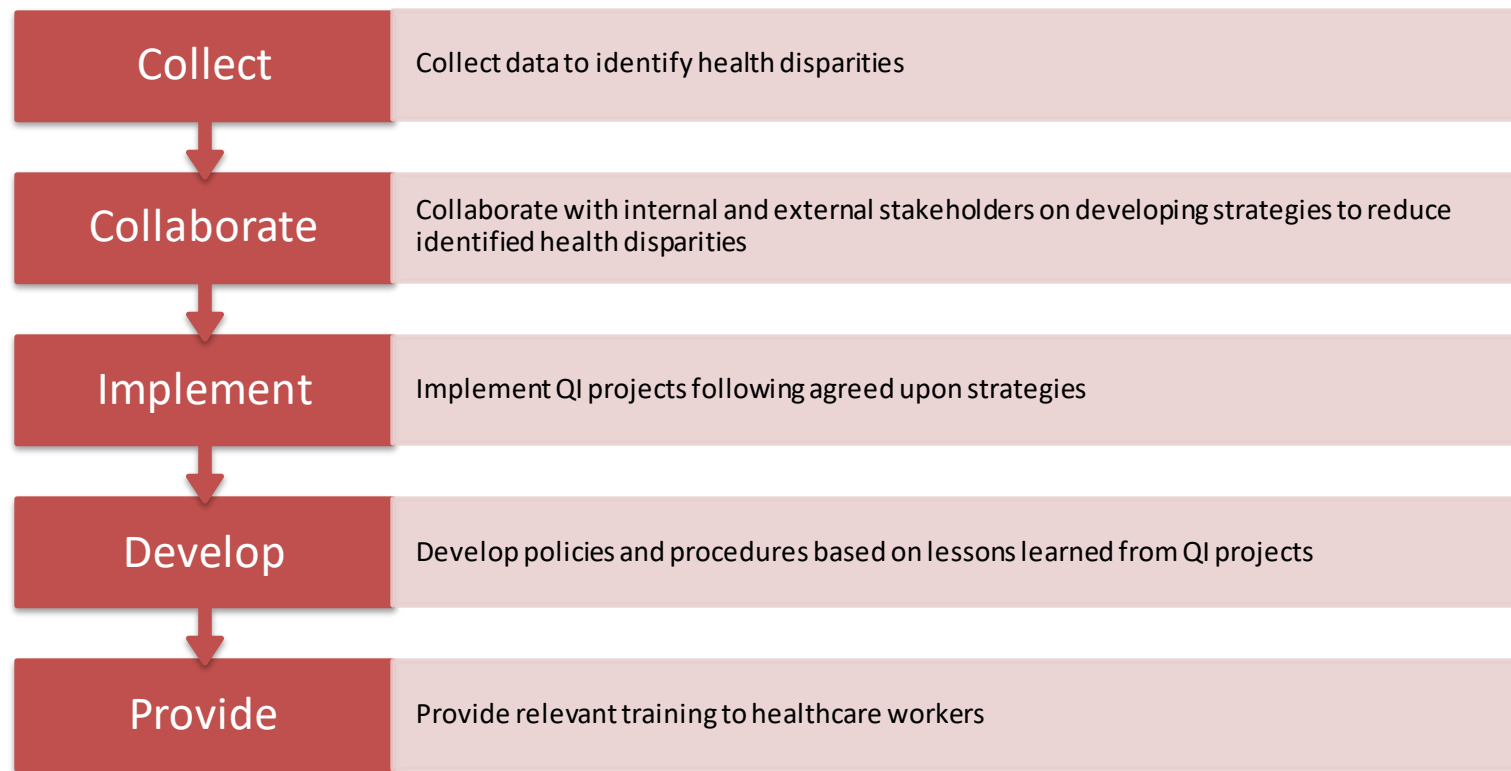 Collect
Collect data to identify health disparities
Collaborate
Collaborate with internal and external stakeholders on developing strategies to reduce
identified health disparities
Implement
Implement QI projects following agreed upon strategies
Develop
Develop policies and procedures based on lessons learned from QI projects
Provide
Provide relevant training to healthcare workers